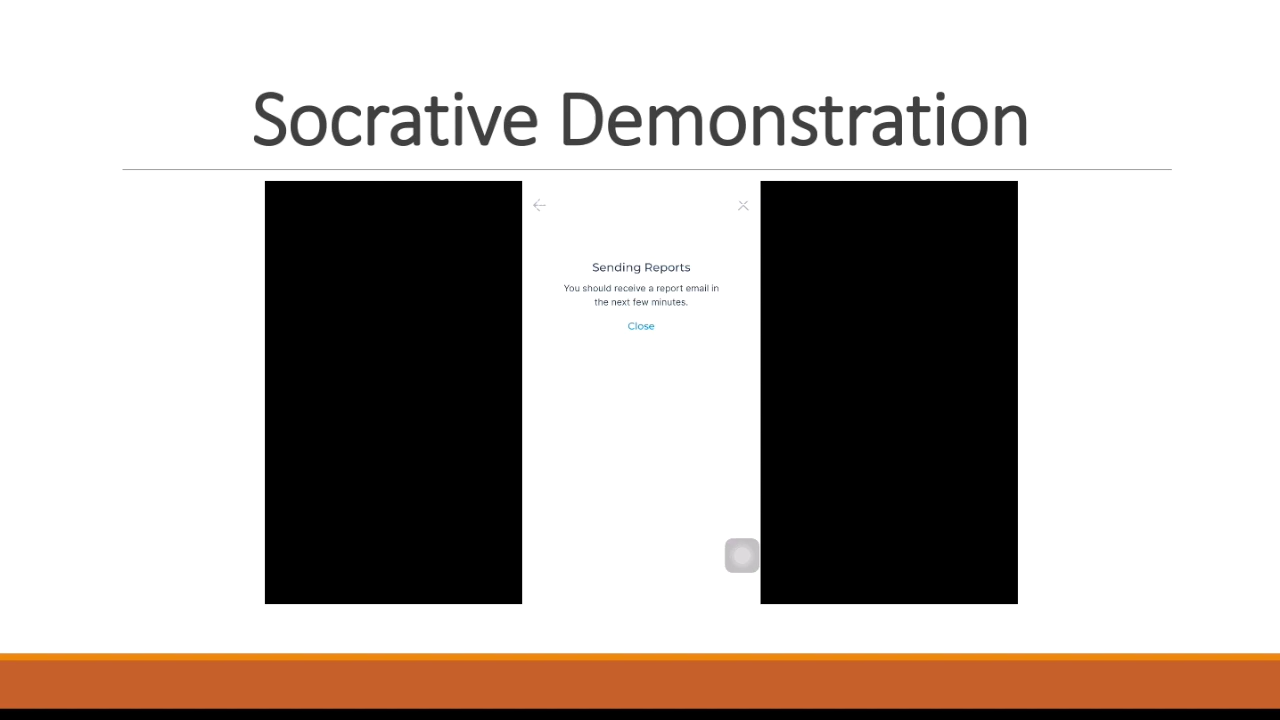 Socrative Demonstration
Sending Reports
You should receive a report email in
the next few minutes.
Close